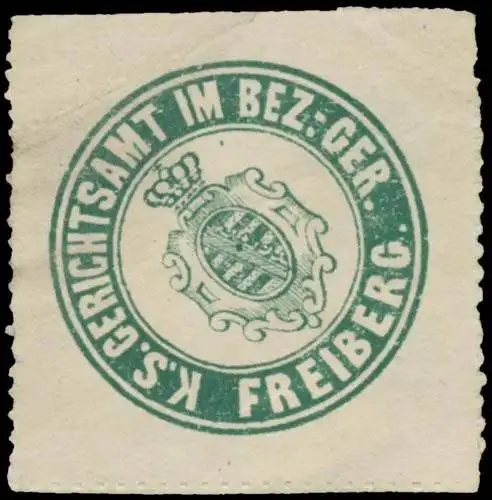 K.S. GERICHTSAMT IM BEZ: GER.
FREIBERG.